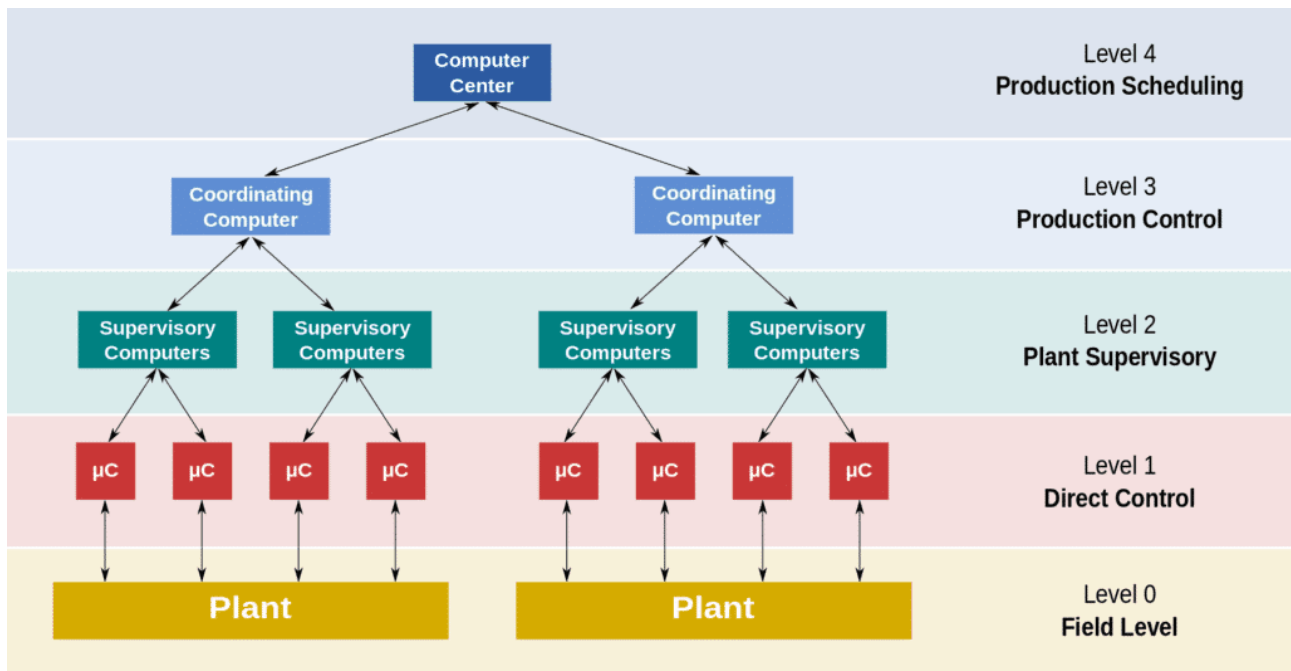 Computer
Center
Level 4
Production Scheduling
Coordinating
Computer
Coordinating
Computer
Level 3
Production Control
Supervisory
Computers
Supervisory
Computers
Supervisory
Computers
Supervisory
Computers
Level 2
Plant Supervisory
µC
µC
µC
µC
µC
µC
µC
µC
Level 1
Direct Control
Plant
Plant
Level 0
Field Level